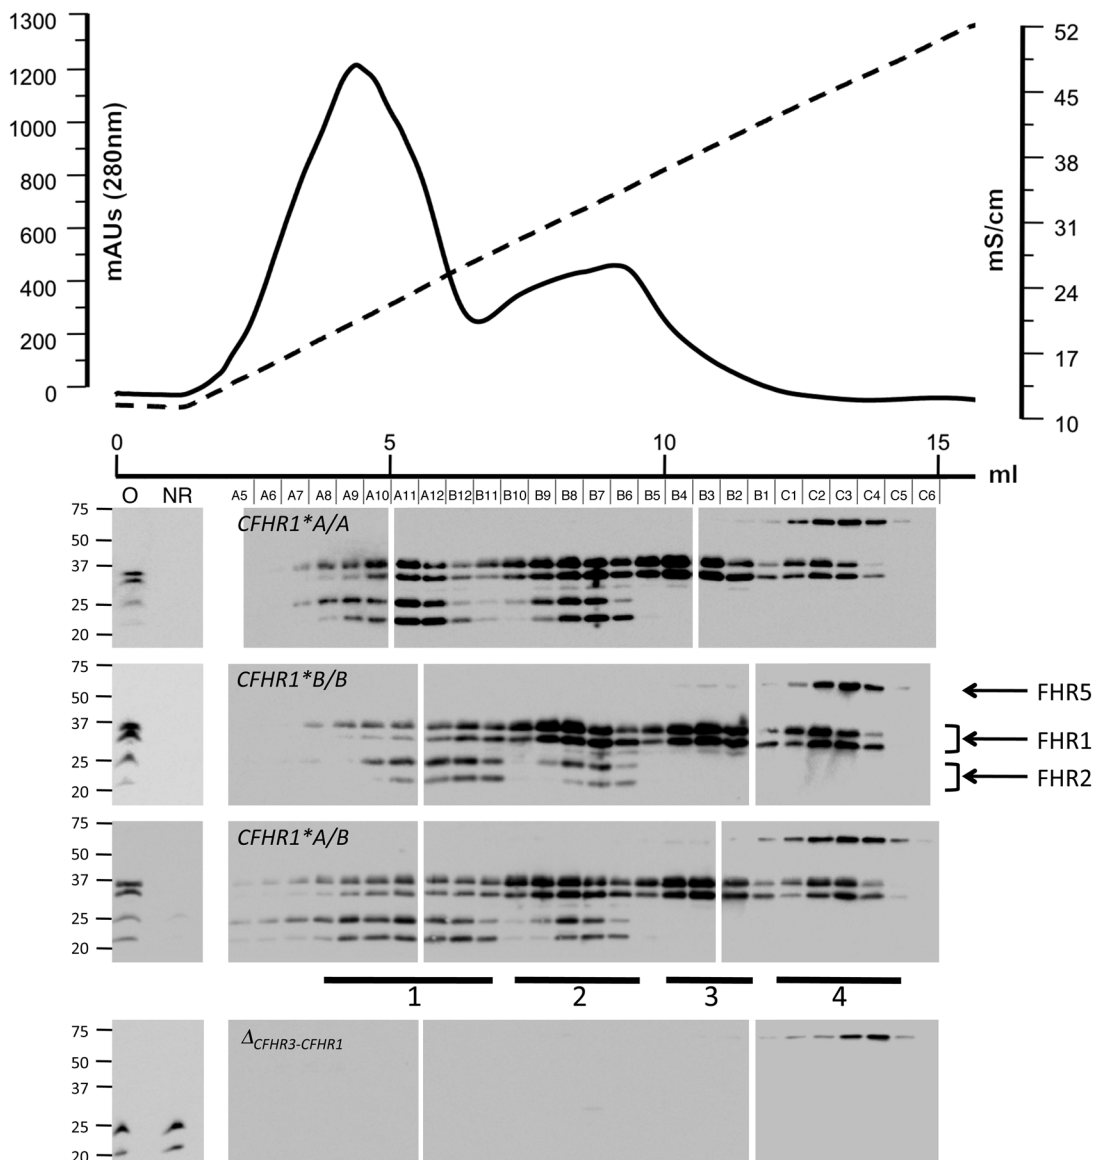 1300
1200
1000
800
600
400
200
0
mAUs (280nm)
52
45
38
31
24
17
10
mS/cm
0 5 10 15
ml
O NR A5 A6 A7 A8 A9 A10 A11 A12 B12 B11 B10 B9 B8 B7 B6 B5 B4 B3 B2 B1 C1 C2 C3 C4 C5 C6
75
50
37
25
20
CFHR1*A/A
75
50
37
25
20
CFHR1*B/B
FHR5
FHR1
FHR2
75
50
37
25
20
CFHR1*A/B
1 2 3 4
75
50
37
25
20
ΔCFHR3-CFHR1